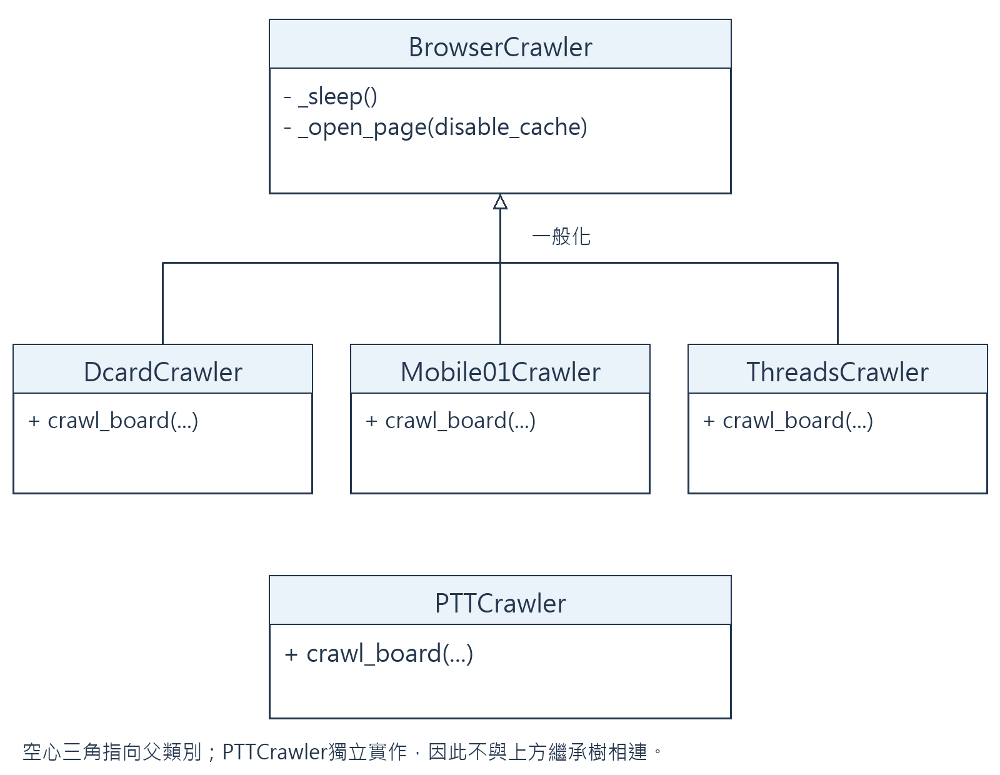 BrowserCrawler
- _sleep()
- _open_page(disable_cache)
一般化
DcardCrawler
+ crawl_board(...)
Mobile01Crawler
+ crawl_board(...)
ThreadsCrawler
+ crawl_board(...)
PTTCrawler
+ crawl_board(...)
空心三角指向父類別；PTTCrawler獨立實作，因此不與上方繼承樹相連。